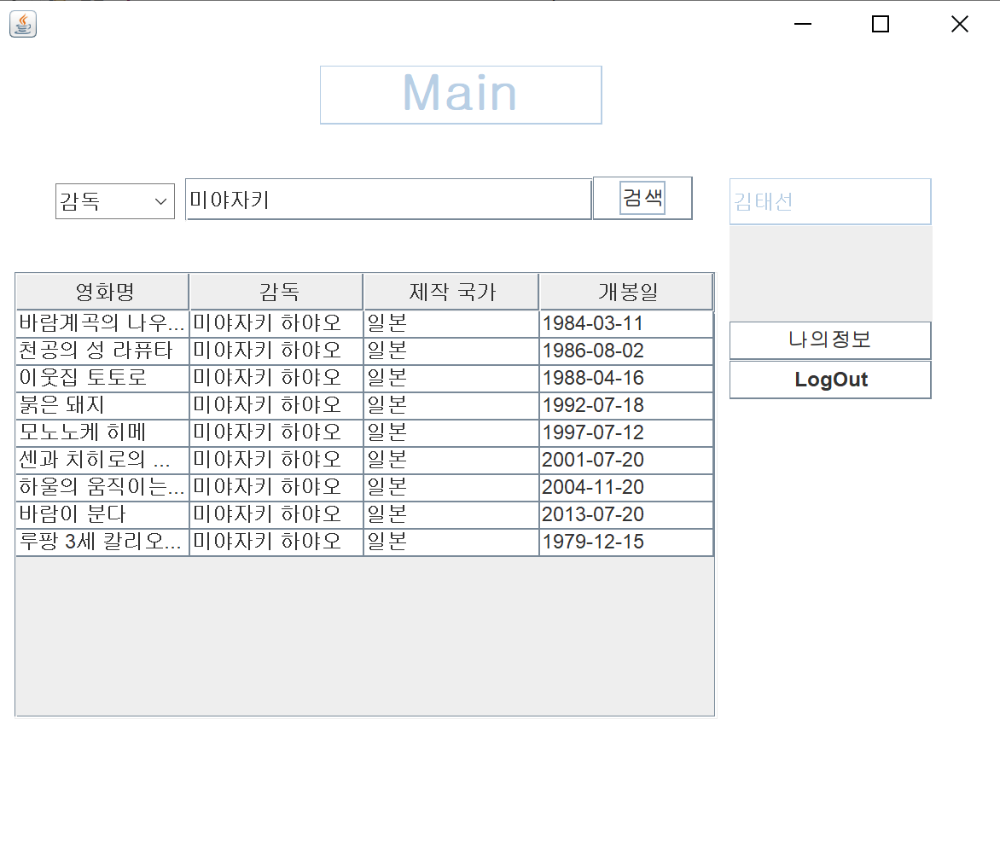 Main
감독 미야자키 검색 김태선
영화명 감독 제작 국가 개봉일
바람계곡의 나우... 미야자키 하야오 일본 1984-03-11
천공의 성 라퓨타 미야자키 하야오 일본 1986-08-02
이웃집 토토로 미야자키 하야오 일본 1988-04-16
붉은 돼지 미야자키 하야오 일본 1992-07-18
모노노케 히메 미야자키 하야오 일본 1997-07-12
센과 치히로의 ... 미야자키 하야오 일본 2001-07-20
하울의 움직이는... 미야자키 하야오 일본 2004-11-20
바람이 분다 미야자키 하야오 일본 2013-07-20
루팡 3세 칼리오... 미야자키 하야오 일본 1979-12-15
나의정보
LogOut